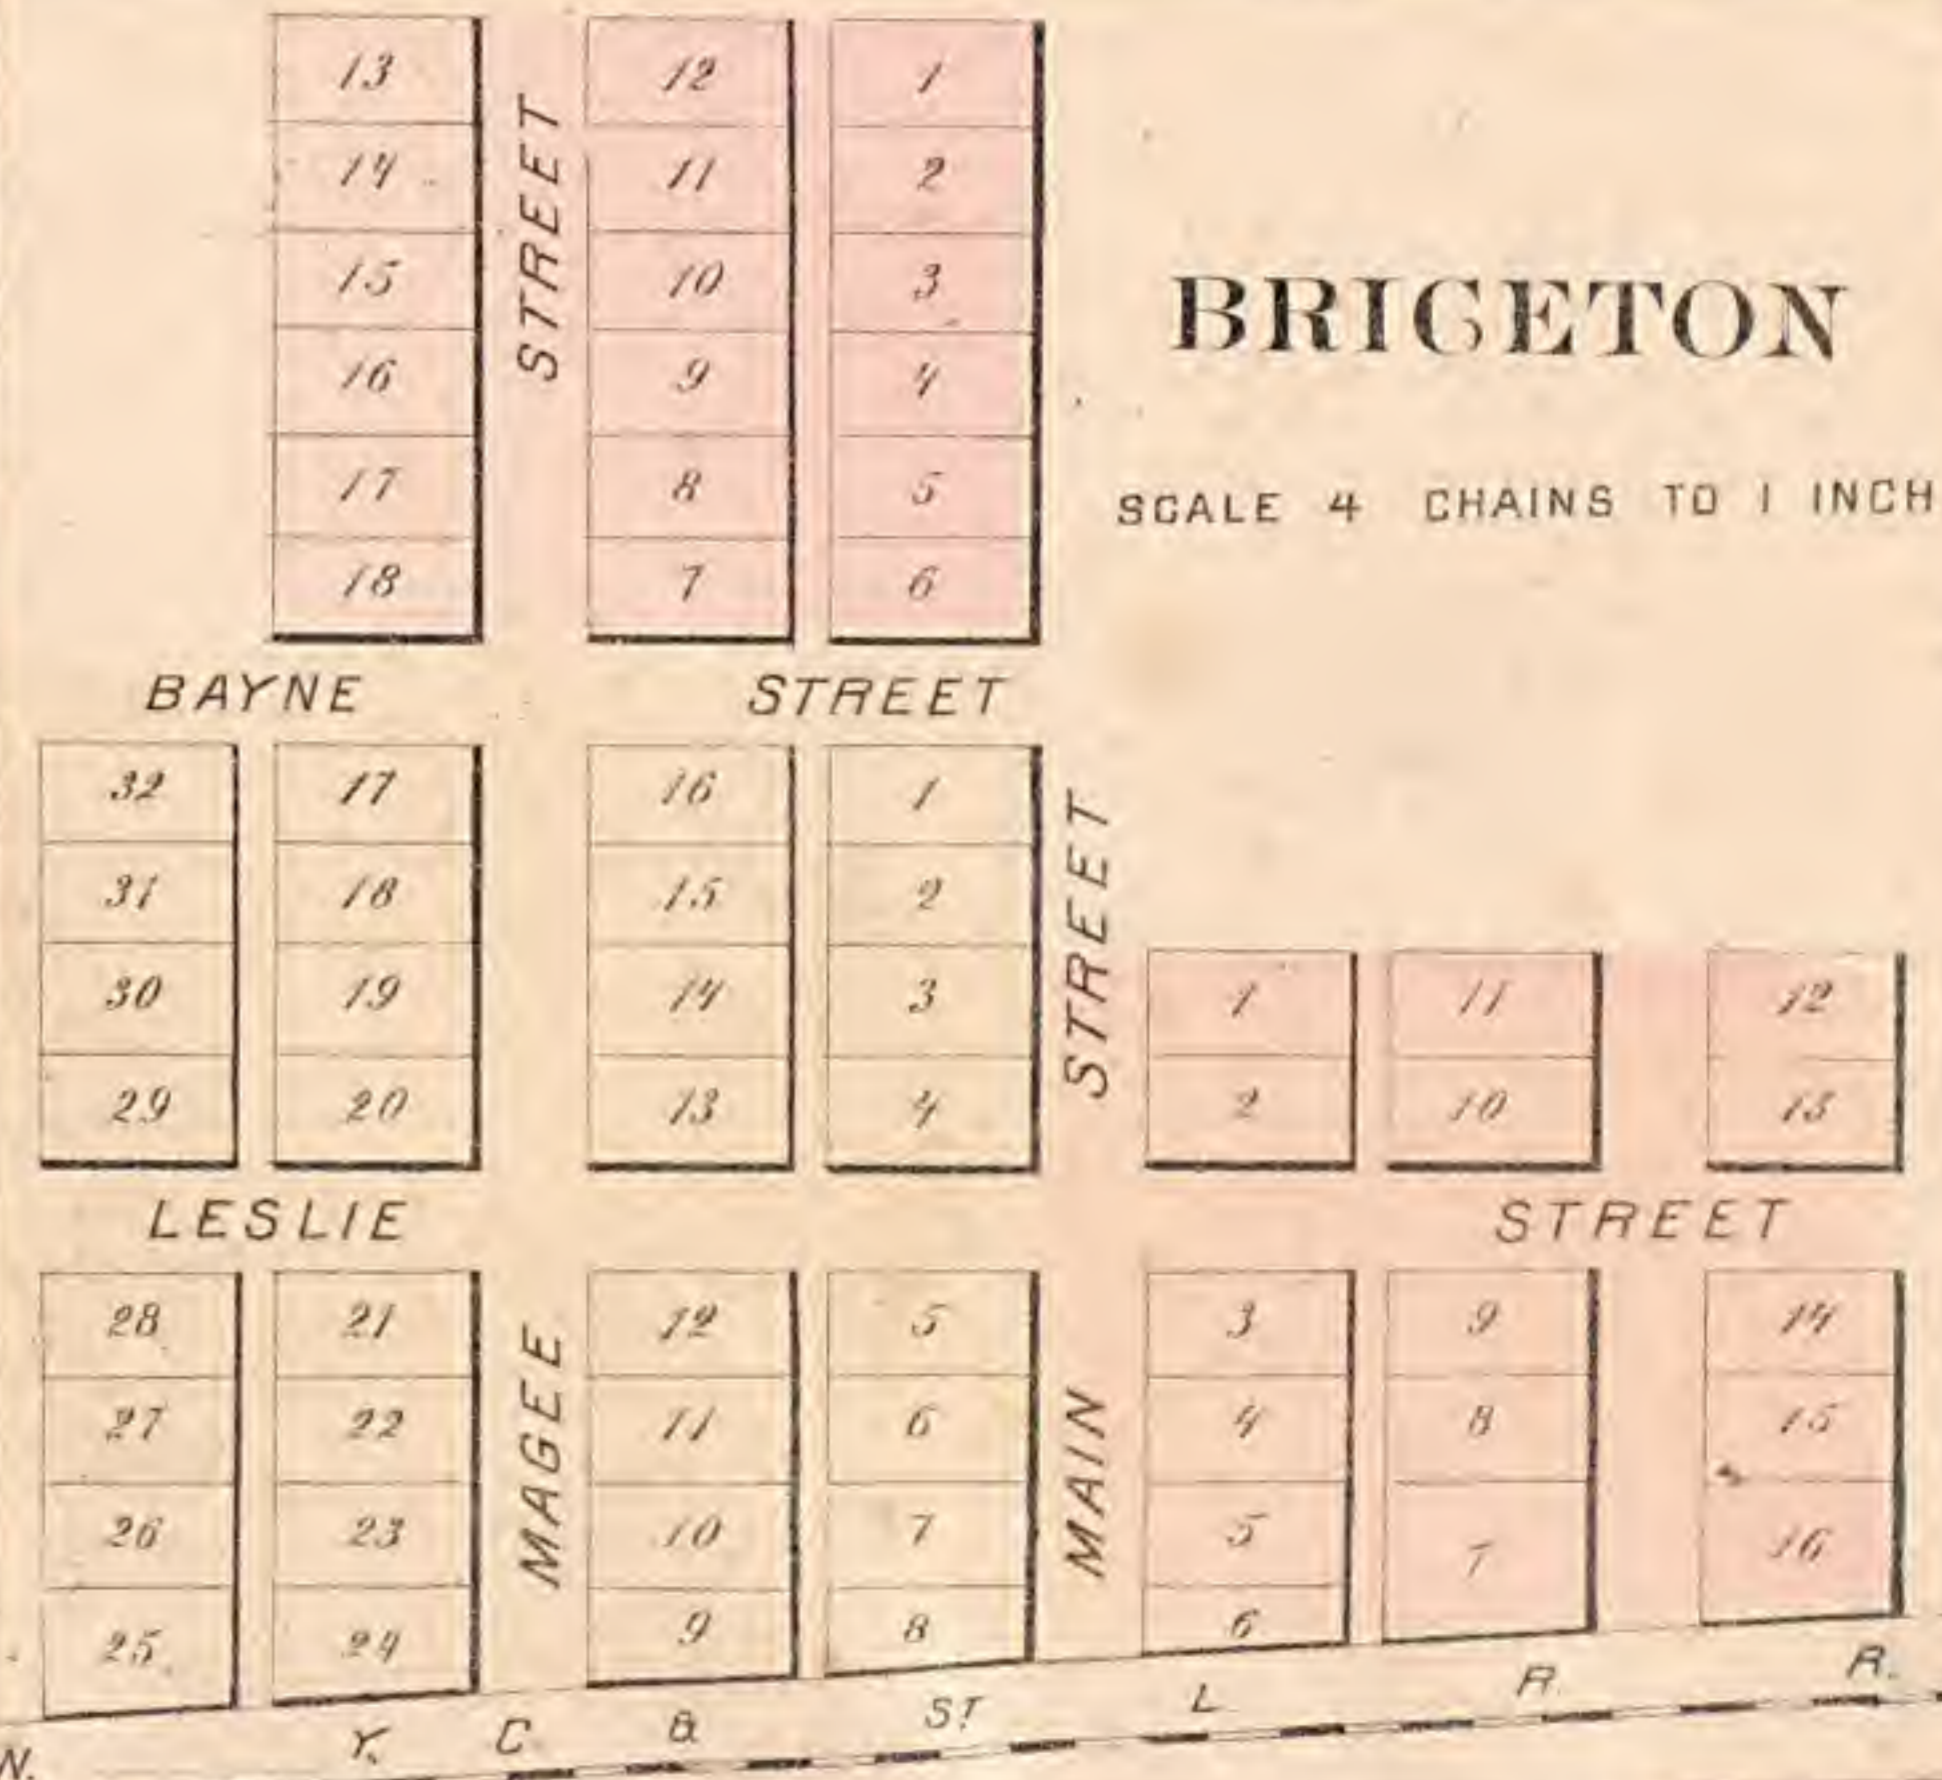 13 12 1
14 11 2
15 10 3
16 9 4
17 8 5
18 7 6
BRICETON
SCALE 4 CHAINS TO 1 INCH
BAYNE STREET
32 17 16 1
31 18 15 2
30 19 14 3 1 11 12
29 20 13 4 2 10 13
LESLIE STREET
28 21 12 5 3 9 14
27 22 11 6 4 8 15
26 23 10 7 5 7 16
25 24 9 8 6
MAGEE STREET
MAIN STREET
N. Y. C. & ST L R. R.